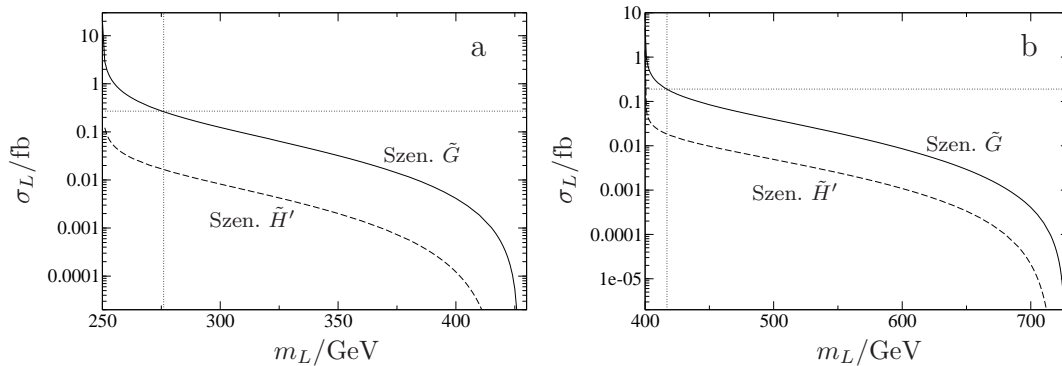 a
10
1
0.1
0.01
0.001
0.0001
σ_L/fb
Szen. G̃
Szen. H̃′
250
300
350
400
m_L/GeV
b
10
1
0.1
0.01
0.001
0.0001
1e-05
σ_L/fb
Szen. G̃
Szen. H̃′
400
500
600
700
m_L/GeV